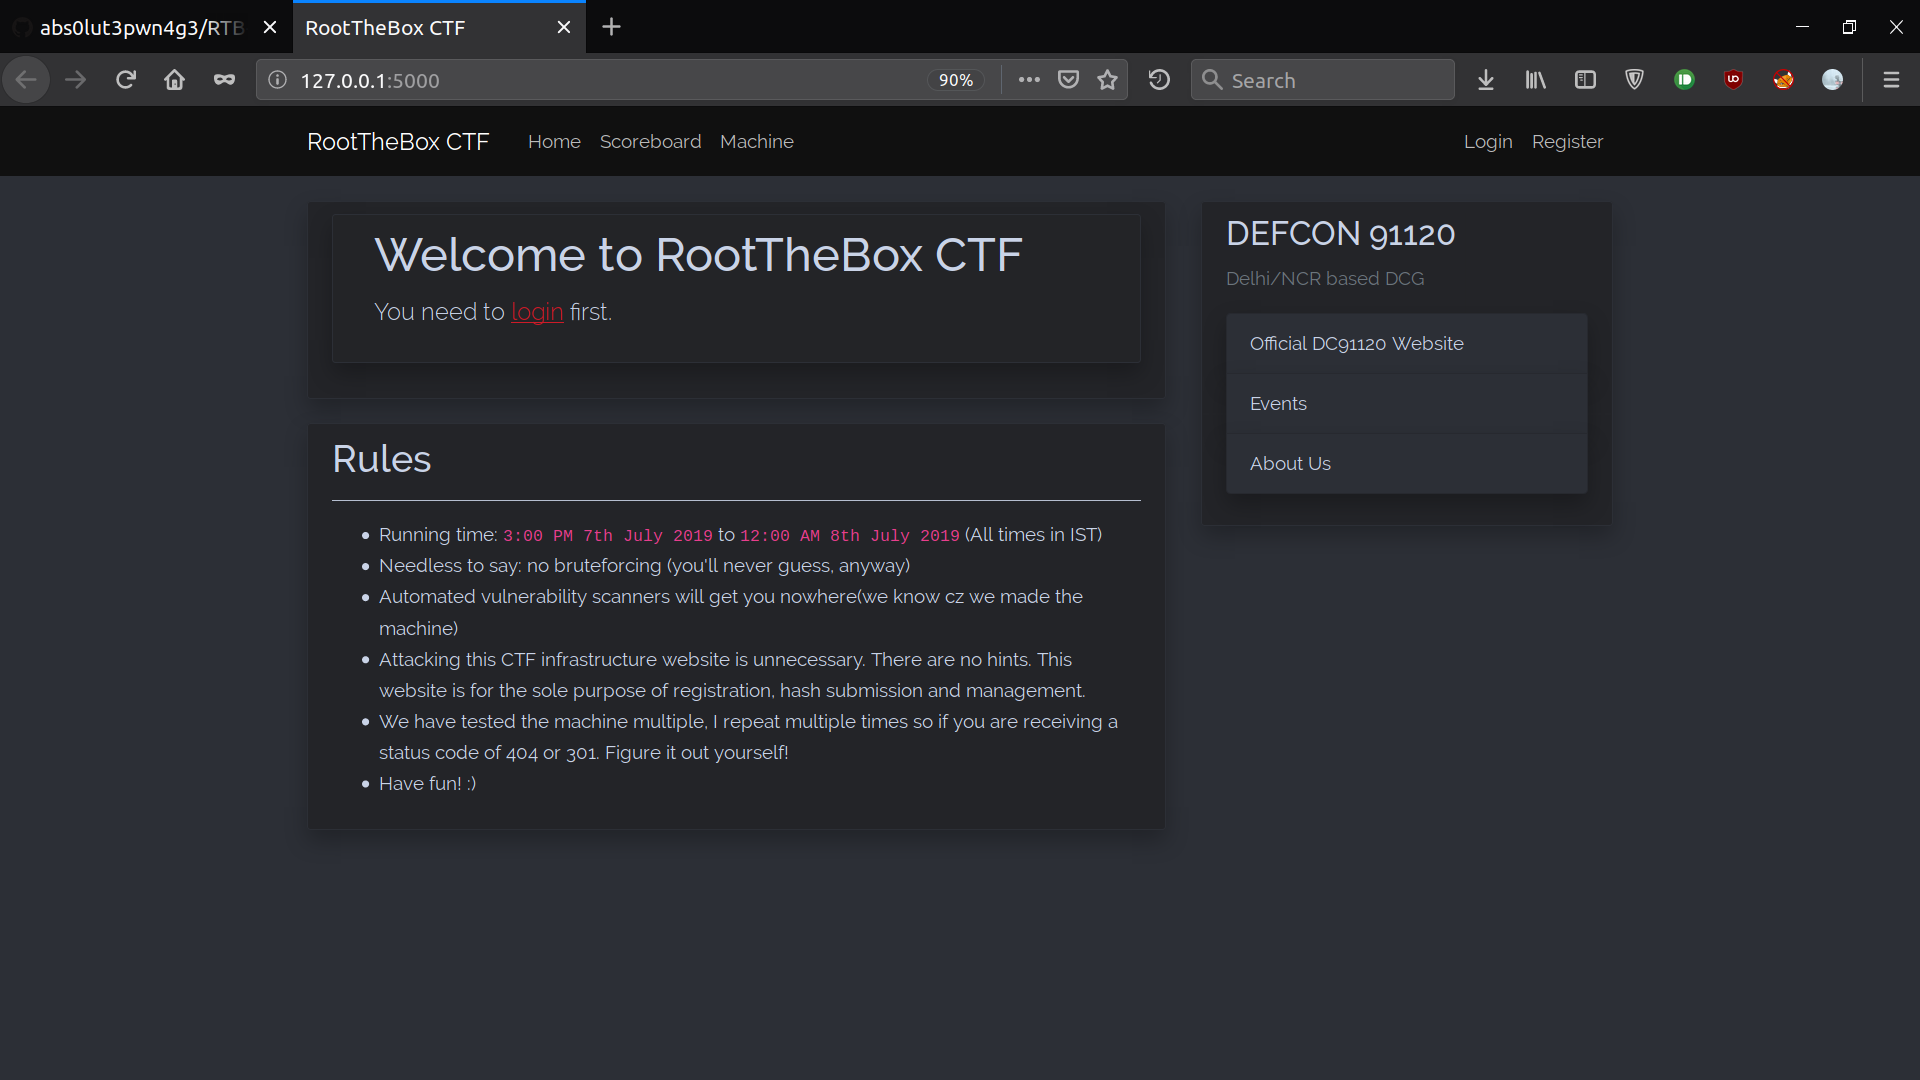 abs0lut3pwn4g3/RTB
RootTheBox CTF
127.0.0.1:5000
90%
Search
RootTheBox CTF
Home
Scoreboard
Machine
Login
Register
Welcome to RootTheBox CTF
You need to login first.
Rules
Running time: 3:00 PM 7th July 2019 to 12:00 AM 8th July 2019 (All times in IST)
Needless to say: no bruteforcing (you'll never guess, anyway)
Automated vulnerability scanners will get you nowhere(we know cz we made the
machine)
Attacking this CTF infrastructure website is unnecessary. There are no hints. This
website is for the sole purpose of registration, hash submission and management.
We have tested the machine multiple, I repeat multiple times so if you are receiving a
status code of 404 or 301. Figure it out yourself!
Have fun! :)
DEFCON 91120
Delhi/NCR based DCG
Official DC91120 Website
Events
About Us